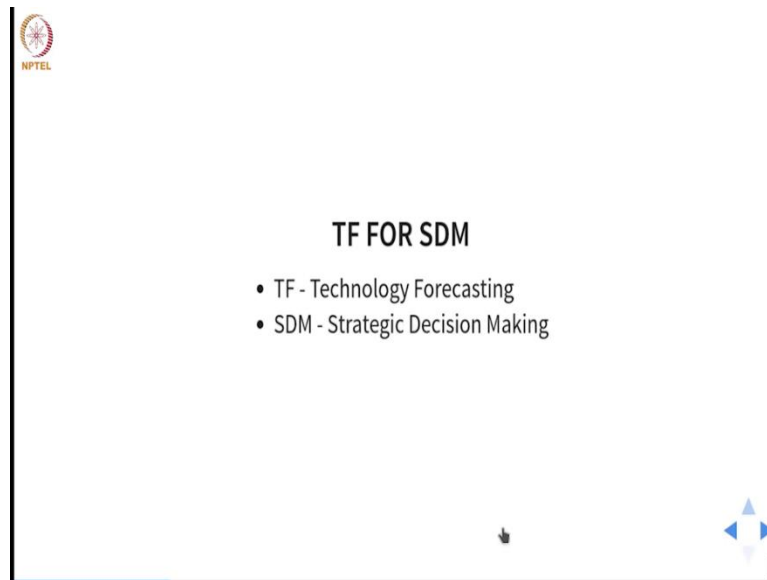 NPTEL
TF FOR SDM
• TF - Technology Forecasting
• SDM - Strategic Decision Making